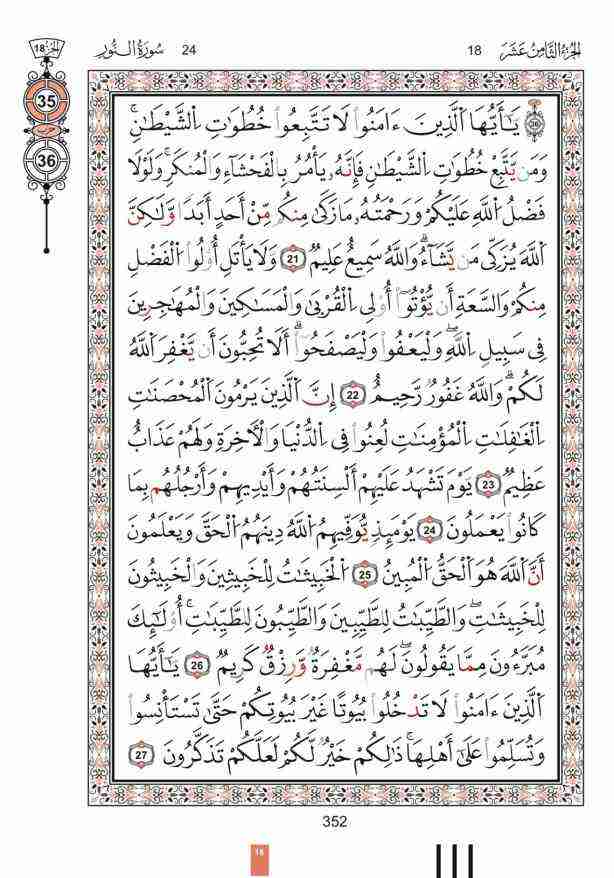 الجزء الثامن عشر 18
24 سورة النور
الجزء 18
35
حزب
36
36 يَـٰٓأَيُّهَا ٱلَّذِينَ ءَامَنُوا۟ لَا تَتَّبِعُوا۟ خُطُوَٰتِ ٱلشَّيْطَـٰنِ ۚ
وَمَن يَتَّبِعْ خُطُوَٰتِ ٱلشَّيْطَـٰنِ فَإِنَّهُۥ يَأْمُرُ بِٱلْفَحْشَآءِ وَٱلْمُنكَرِ ۚ وَلَوْلَا
فَضْلُ ٱللَّهِ عَلَيْكُمْ وَرَحْمَتُهُۥ مَا زَكَىٰ مِنكُم مِّنْ أَحَدٍ أَبَدًا وَلَـٰكِنَّ
ٱللَّهَ يُزَكِّى مَن يَشَآءُ ۗ وَٱللَّهُ سَمِيعٌ عَلِيمٌ 21 وَلَا يَأْتَلِ أُو۟لُوا۟ ٱلْفَضْلِ
مِنكُمْ وَٱلسَّعَةِ أَن يُؤْتُوٓا۟ أُو۟لِى ٱلْقُرْبَىٰ وَٱلْمَسَـٰكِينَ وَٱلْمُهَـٰجِرِينَ
فِى سَبِيلِ ٱللَّهِ ۖ وَلْيَعْفُوا۟ وَلْيَصْفَحُوٓا۟ ۗ أَلَا تُحِبُّونَ أَن يَغْفِرَ ٱللَّهُ
لَكُمْ ۗ وَٱللَّهُ غَفُورٌ رَّحِيمٌ 22 إِنَّ ٱلَّذِينَ يَرْمُونَ ٱلْمُحْصَنَـٰتِ
ٱلْغَـٰفِلَـٰتِ ٱلْمُؤْمِنَـٰتِ لُعِنُوا۟ فِى ٱلدُّنْيَا وَٱلْـَٔاخِرَةِ وَلَهُمْ عَذَابٌ
عَظِيمٌ 23 يَوْمَ تَشْهَدُ عَلَيْهِمْ أَلْسِنَتُهُمْ وَأَيْدِيهِمْ وَأَرْجُلُهُم بِمَا
كَانُوا۟ يَعْمَلُونَ 24 يَوْمَئِذٍ يُوَفِّيهِمُ ٱللَّهُ دِينَهُمُ ٱلْحَقَّ وَيَعْلَمُونَ
أَنَّ ٱللَّهَ هُوَ ٱلْحَقُّ ٱلْمُبِينُ 25 ٱلْخَبِيثَـٰتُ لِلْخَبِيثِينَ وَٱلْخَبِيثُونَ
لِلْخَبِيثَـٰتِ ۖ وَٱلطَّيِّبَـٰتُ لِلطَّيِّبِينَ وَٱلطَّيِّبُونَ لِلطَّيِّبَـٰتِ ۚ أُو۟لَـٰٓئِكَ
مُبَرَّءُونَ مِمَّا يَقُولُونَ ۖ لَهُم مَّغْفِرَةٌ وَرِزْقٌ كَرِيمٌ 26 يَـٰٓأَيُّهَا
ٱلَّذِينَ ءَامَنُوا۟ لَا تَدْخُلُوا۟ بُيُوتًا غَيْرَ بُيُوتِكُمْ حَتَّىٰ تَسْتَأْنِسُوا۟
وَتُسَلِّمُوا۟ عَلَىٰٓ أَهْلِهَا ۚ ذَٰلِكُمْ خَيْرٌ لَّكُمْ لَعَلَّكُمْ تَذَكَّرُونَ 27
352
18